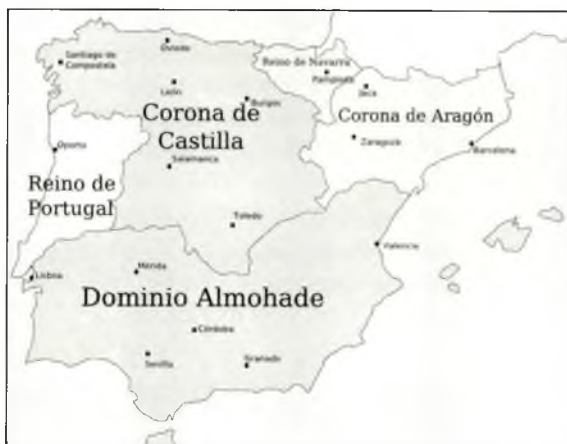 Oviedo
Santiago de
Compostela
Reino de Navarra
Pamplona
León
Jaca
Burgos
Corona de
Castilla
Corona de Aragón
Oporto
Zaragoza
Barcelona
Salamanca
Reino de
Portugal
Toledo
Valencia
Lisboa
Mérida
Dominio Almohade
Córdoba
Sevilla
Granada